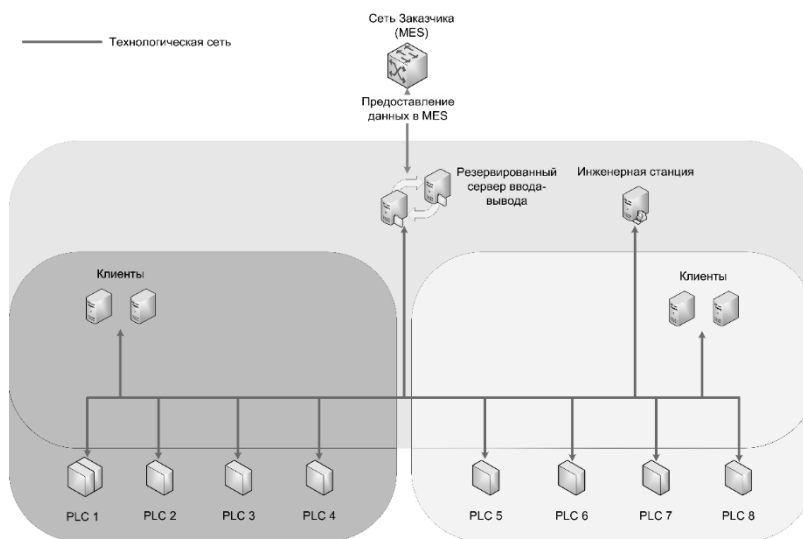 Сеть Заказчика
(MES)
Технологическая сеть
Предоставление
данных в MES
Резервированный
сервер ввода-
вывода
Инженерная станция
Клиенты
Клиенты
PLC 1
PLC 2
PLC 3
PLC 4
PLC 5
PLC 6
PLC 7
PLC 8